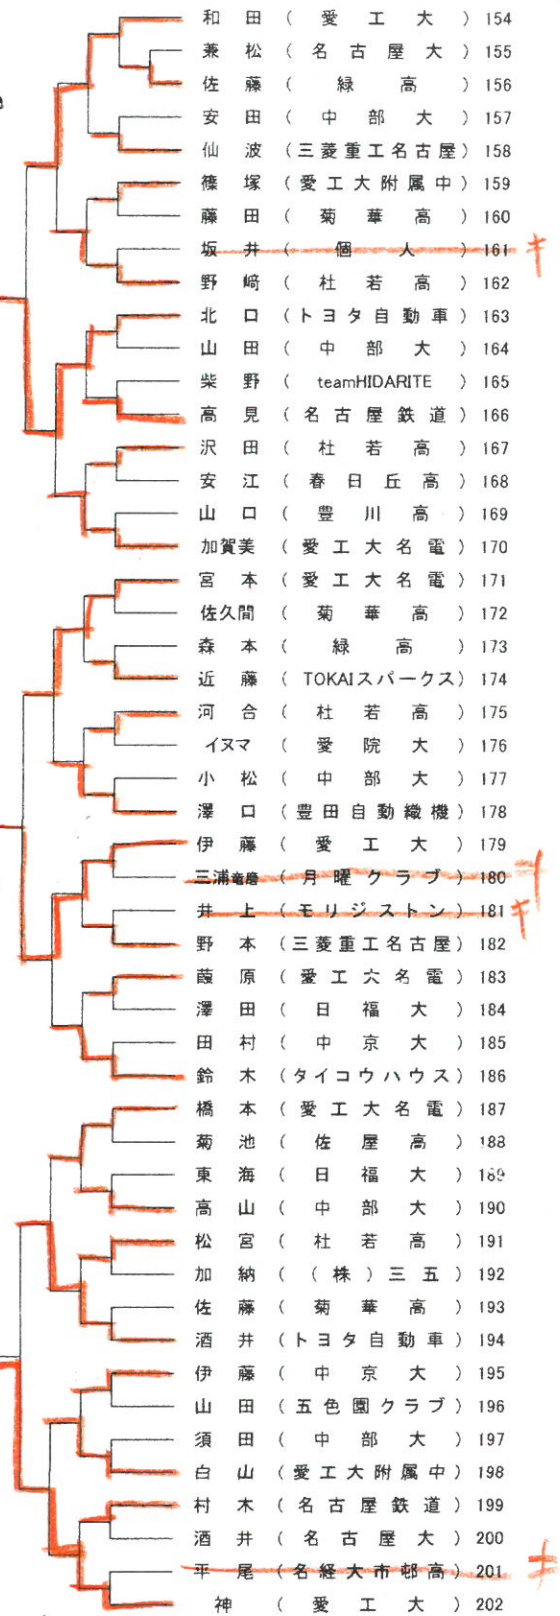 和田（愛工大）154
兼松（名古屋大）155
佐藤（緑高）156
安田（中部大）157
仙波（三菱重工名古屋）158
篠塚（愛工大附属中）159
藤田（菊華高）160
坂井（個人）161 キ
野﨑（杜若高）162
北口（トヨタ自動車）163
山田（中部大）164
柴野（teamHIDARITE）165
高見（名古屋鉄道）166
沢田（杜若高）167
安江（春日丘高）168
山口（豊川高）169
加賀美（愛工大名電）170
宮本（愛工大名電）171
佐久間（菊華高）172
森本（緑高）173
近藤（TOKAIスパークス）174
河合（杜若高）175
イヌマ（愛院大）176
小松（中部大）177
澤口（豊田自動織機）178
伊藤（愛工大）179
三浦竜磨（月曜クラブ）180 キ
井上（モリジストン）181 キ
野本（三菱重工名古屋）182
葭原（愛工大名電）183
澤田（日福大）184
田村（中京大）185
鈴木（タイコウハウス）186
橋本（愛工大名電）187
菊池（佐屋高）188
東海（日福大）189
高山（中部大）190
松宮（杜若高）191
加納（（株）三五）192
佐藤（菊華高）193
酒井（トヨタ自動車）194
伊藤（中京大）195
山田（五色園クラブ）196
須田（中部大）197
白山（愛工大附属中）198
村木（名古屋鉄道）199
酒井（名古屋大）200
平尾（名経大市邨高）201 キ
神（愛工大）202